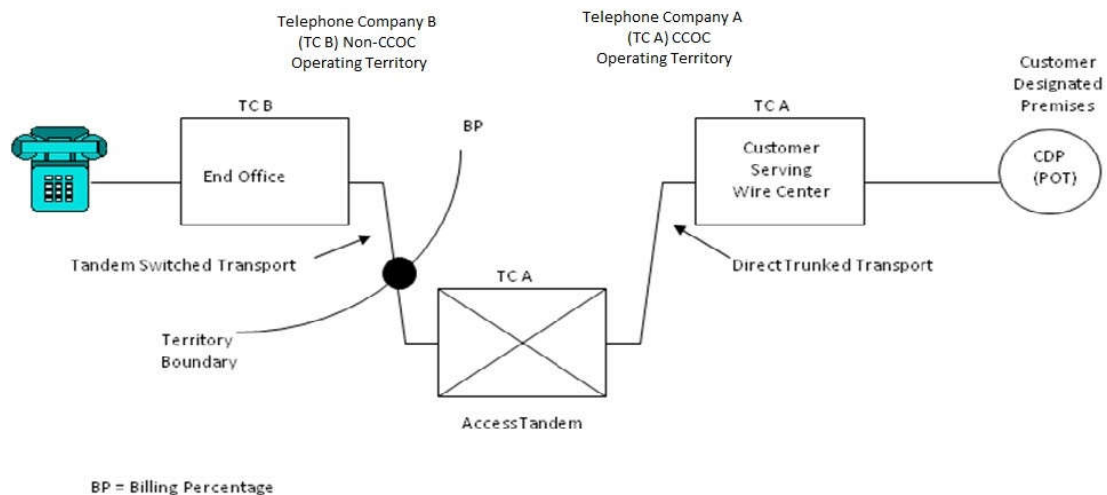 Telephone Company B
(TC B) Non-CCOC
Operating Territory
Telephone Company A
(TC A) CCOC
Operating Territory
Customer
Designated
Premises
TC B
End Office
BP
TC A
Customer
Serving
Wire Center
CDP
(POT)
Tandem Switched Transport
Direct Trunked Transport
TC A
Territory
Boundary
AccessTandem
BP = Billing Percentage